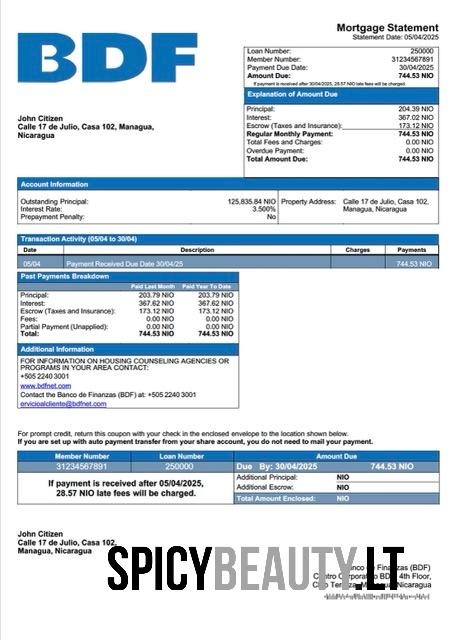 BDF
Mortgage Statement
Statement Date: 05/04/2025
Loan Number: 250000
Member Number: 31234567891
Payment Due Date: 30/04/2025
Amount Due: 744.53 NIO
If payment is received after 30/04/2025, 28.57 NIO late fees will be charged.
Explanation of Amount Due
Principal: 204.39 NIO
Interest: 367.02 NIO
Escrow (Taxes and Insurance): 173.12 NIO
Regular Monthly Payment: 744.53 NIO
Total Fees and Charges: 0.00 NIO
Overdue Payment: 0.00 NIO
Total Amount Due: 744.53 NIO
John Citizen
Calle 17 de Julio, Casa 102, Managua,
Nicaragua
Account Information
Outstanding Principal: 125,835.84 NIO
Interest Rate: 3.500%
Prepayment Penalty: No
Property Address: Calle 17 de Julio, Casa 102,
Managua, Nicaragua
Transaction Activity (05/04 to 30/04)
Date Description Charges Payments
05/04 Payment Received Due Date 30/04/25 744.53 NIO
Past Payments Breakdown
Paid Last Month Paid Year To Date
Principal: 203.79 NIO 203.79 NIO
Interest: 367.62 NIO 367.62 NIO
Escrow (Taxes and Insurance): 173.12 NIO 173.12 NIO
Fees: 0.00 NIO 0.00 NIO
Partial Payment (Unapplied): 0.00 NIO 0.00 NIO
Total: 744.53 NIO 744.53 NIO
Additional Information
FOR INFORMATION ON HOUSING COUNSELING AGENCIES OR
PROGRAMS IN YOUR AREA CONTACT:
+505 2240 3001
www.bdfnet.com
Contact the Banco de Finanzas (BDF) at: +505 2240 3001
ervicioalcliente@bdfnet.com
For prompt credit, return this coupon with your check in the enclosed envelope to the location shown below.
If you are set up with auto payment transfer from your share account, you do not need to mail your payment.
Member Number Loan Number Amount Due
31234567891 250000 Due By: 30/04/2025 744.53 NIO
If payment is received after 05/04/2025,
28.57 NIO late fees will be charged.
Additional Principal: NIO
Additional Escrow: NIO
Total Amount Enclosed: NIO
John Citizen
Calle 17 de Julio, Casa 102,
Managua, Nicaragua
SPICYBEAUTY.LT
Banco de Finanzas (BDF)
Centro Corporativo BDF, 4th Floor,
Nicaragua